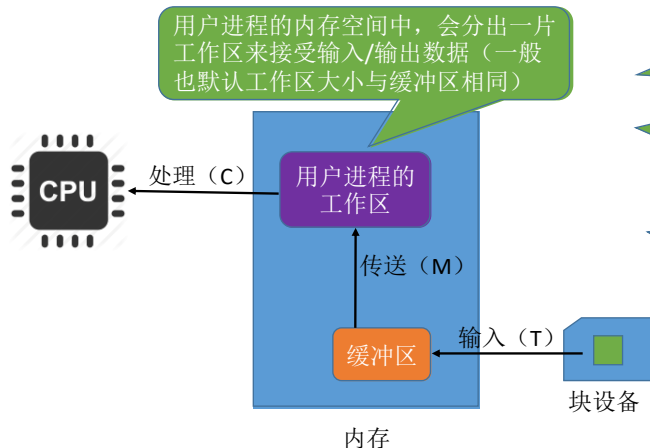 用户进程的内存空间中，会分出一片
工作区来接受输入/输出数据（一般
也默认工作区大小与缓冲区相同）
CPU
处理（C）
用户进程的
工作区
传送（M）
缓冲区
输入（T）
块设备
内存